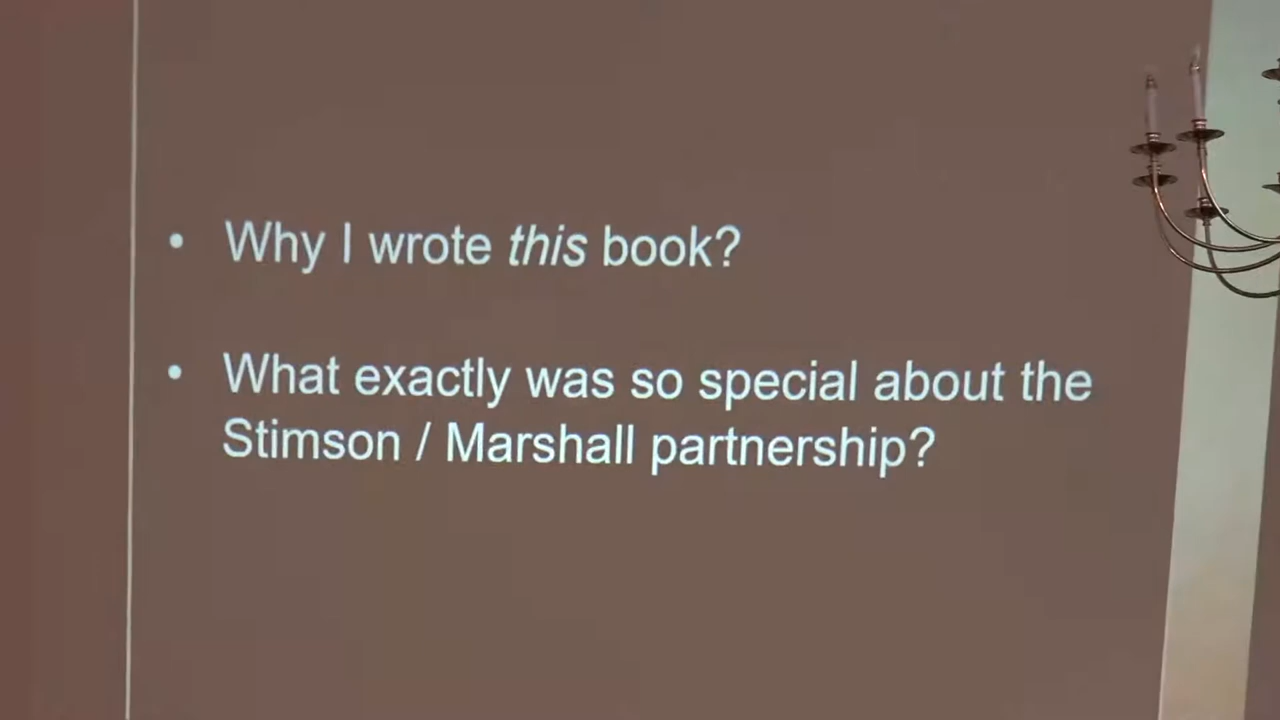 • Why I wrote this book?
• What exactly was so special about the
Stimson / Marshall partnership?